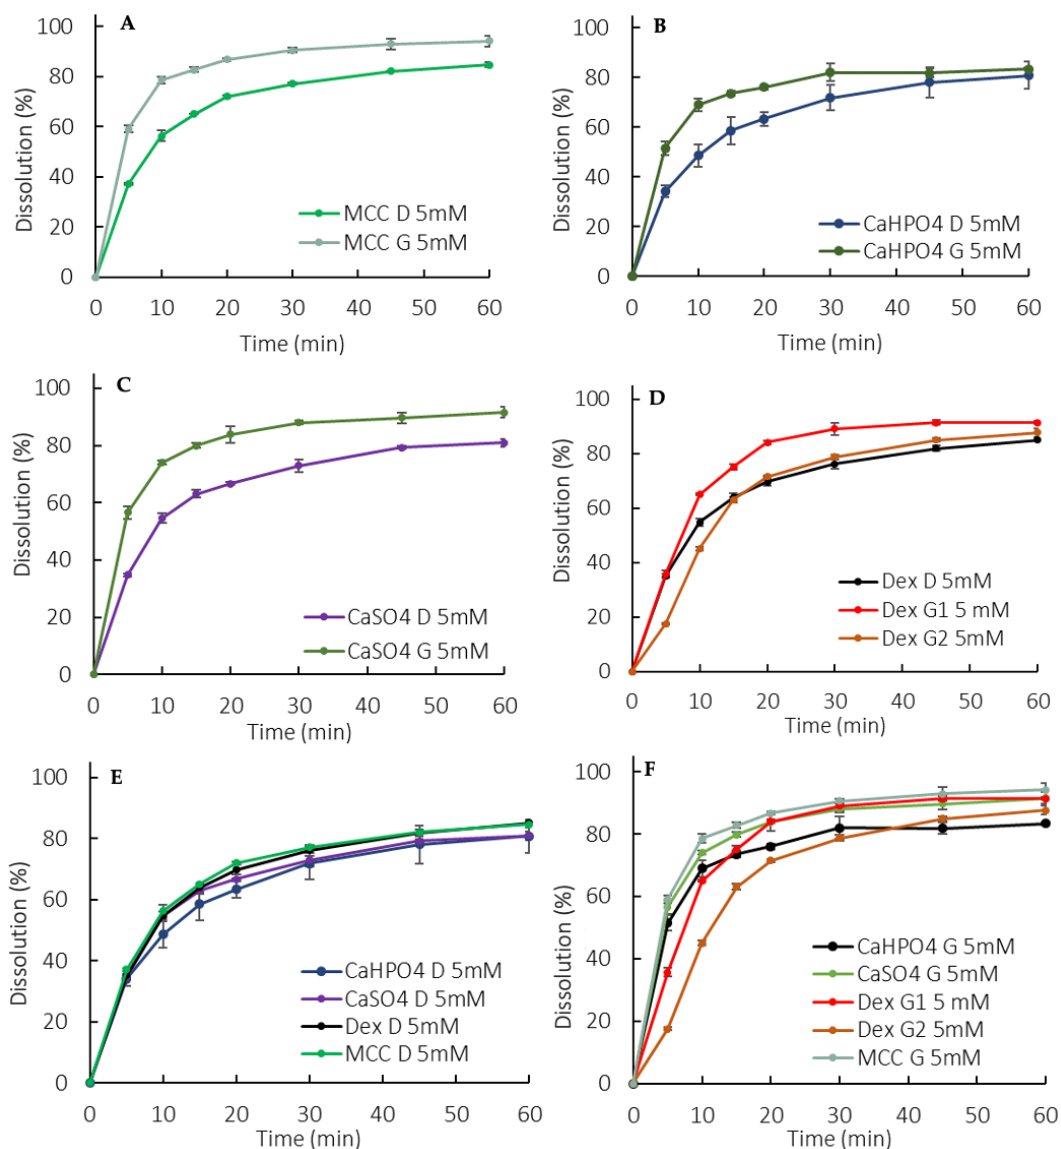 A
Dissolution (%)
100
80
60
40
20
0
MCC D 5mM
MCC G 5mM
0 10 20 30 40 50 60
Time (min)
B
Dissolution (%)
100
80
60
40
20
0
CaHPO4 D 5mM
CaHPO4 G 5mM
0 10 20 30 40 50 60
Time (min)
C
Dissolution (%)
100
80
60
40
20
0
CaSO4 D 5mM
CaSO4 G 5mM
0 10 20 30 40 50 60
Time (min)
D
Dissolution (%)
100
80
60
40
20
0
Dex D 5mM
Dex G1 5 mM
Dex G2 5mM
0 10 20 30 40 50 60
Time (min)
E
Dissolution (%)
100
80
60
40
20
0
CaHPO4 D 5mM
CaSO4 D 5mM
Dex D 5mM
MCC D 5mM
0 10 20 30 40 50 60
Time (min)
F
Dissolution (%)
100
80
60
40
20
0
CaHPO4 G 5mM
CaSO4 G 5mM
Dex G1 5 mM
Dex G2 5mM
MCC G 5mM
0 10 20 30 40 50 60
Time (min)